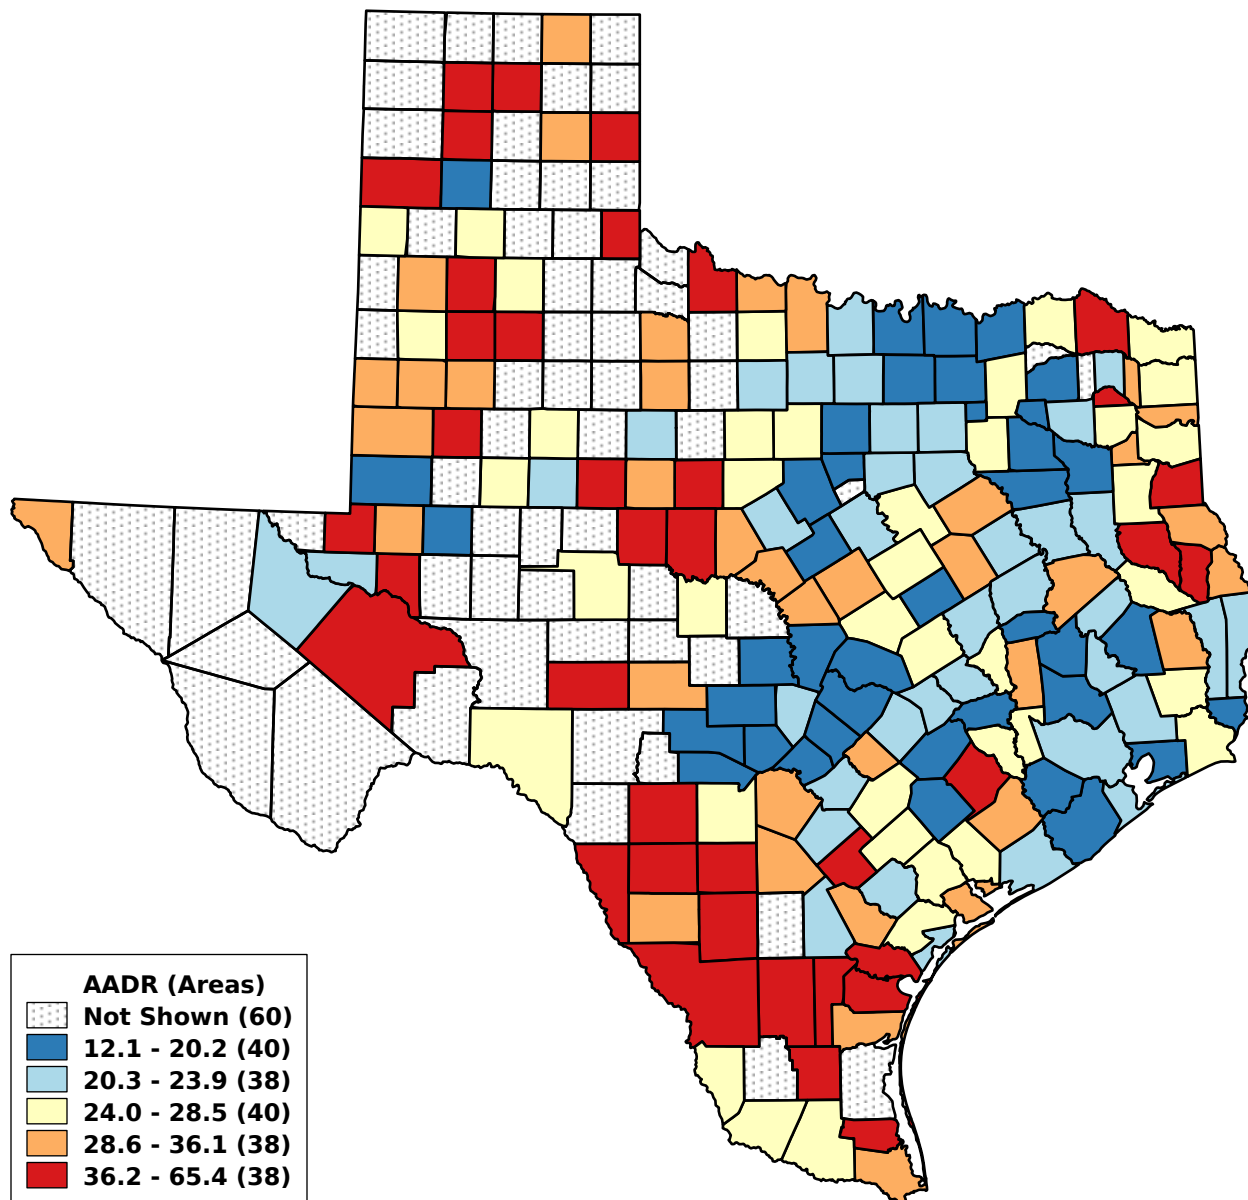 AADR (Areas)
Not Shown (60)
12.1 - 20.2 (40)
20.3 - 23.9 (38)
24.0 - 28.5 (40)
28.6 - 36.1 (38)
36.2 - 65.4 (38)